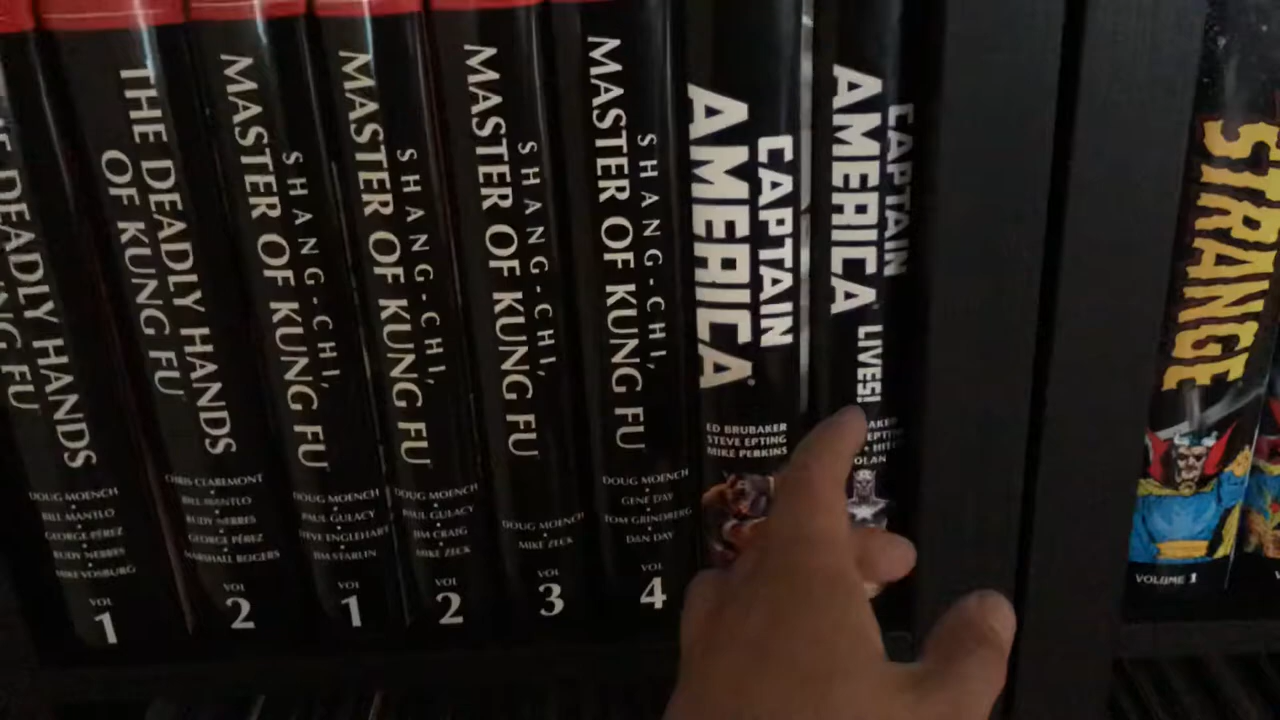 THE DEADLY HANDS
OF KUNG FU
DOUG MOENCH
BILL MANTLO
GEORGE PÉREZ
RUDY NEBRES
MIKE VOSBURG
VOL
1
THE DEADLY HANDS
OF KUNG FU
CHRIS CLAREMONT
BILL MANTLO
RUDY NEBRES
GEORGE PÉREZ
MARSHALL ROGERS
VOL
2
SHANG-CHI,
MASTER OF KUNG FU
DOUG MOENCH
PAUL GULACY
STEVE ENGLEHART
JIM STARLIN
VOL
1
SHANG-CHI,
MASTER OF KUNG FU
DOUG MOENCH
PAUL GULACY
JIM CRAIG
MIKE ZECK
VOL
2
SHANG-CHI,
MASTER OF KUNG FU
DOUG MOENCH
MIKE ZECK
VOL
3
SHANG-CHI,
MASTER OF KUNG FU
DOUG MOENCH
GENE DAY
TOM GRINDBERG
DAN DAY
VOL
4
CAPTAIN
AMERICA
ED BRUBAKER
STEVE EPTING
MIKE PERKINS
CAPTAIN
AMERICA LIVES!
STRANGE
VOLUME 1